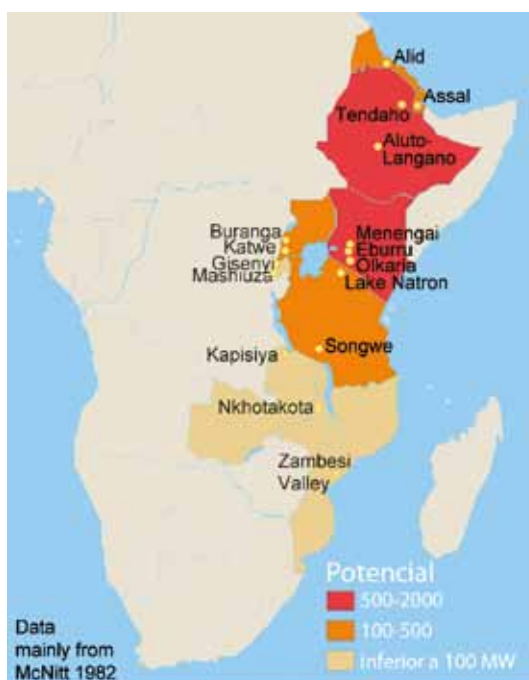 Alid
Assal
Tendaho
Aluto-
Langano
Buranga
Katwe
Gisenyi
Mashiuza
Menengai
Eburru
Olkaria
Lake Natron
Kapisiya
Songwe
Nkhotakota
Zambesi
Valley
Potencial
500-2000
100-500
Inferior a 100 MW
Data
mainly from
McNitt 1982